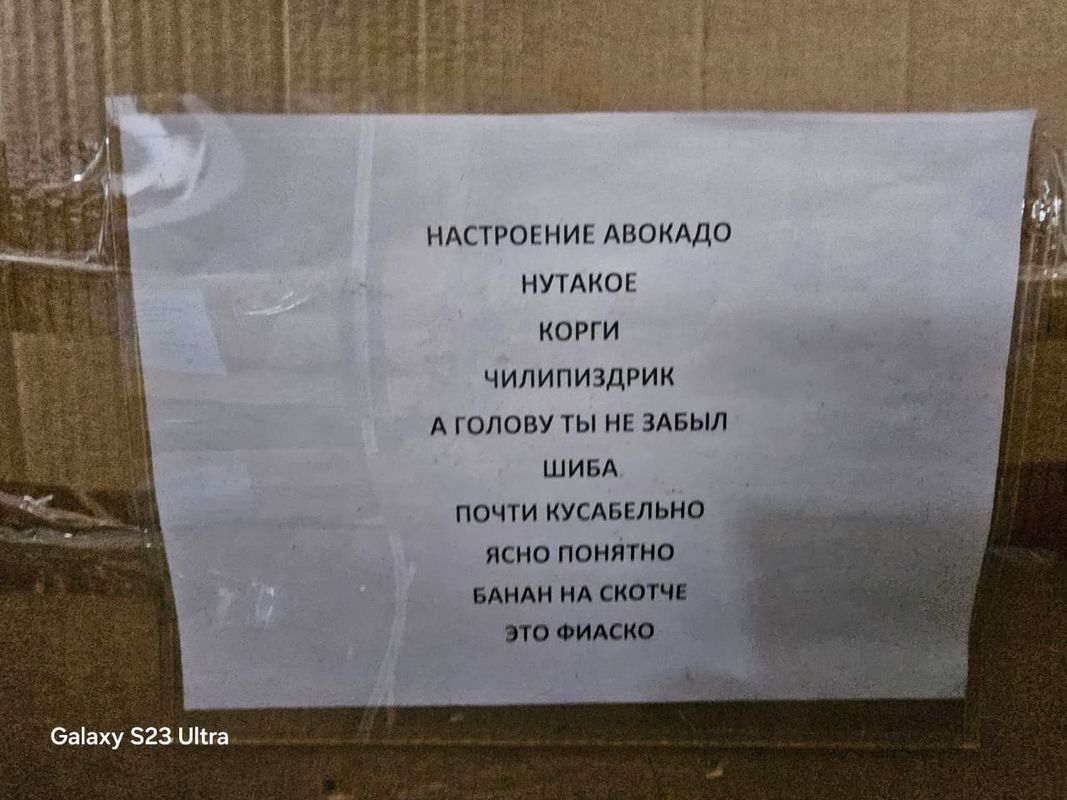 НАСТРОЕНИЕ АВОКАДО
НУТАКОЕ
КОРГИ
ЧИЛИПИЗДРИК
А ГОЛОВУ ТЫ НЕ ЗАБЫЛ
ШИБА
ПОЧТИ КУСАБЕЛЬНО
ЯСНО ПОНЯТНО
БАНАН НА СКОТЧЕ
ЭТО ФИАСКО
Galaxy S23 Ultra